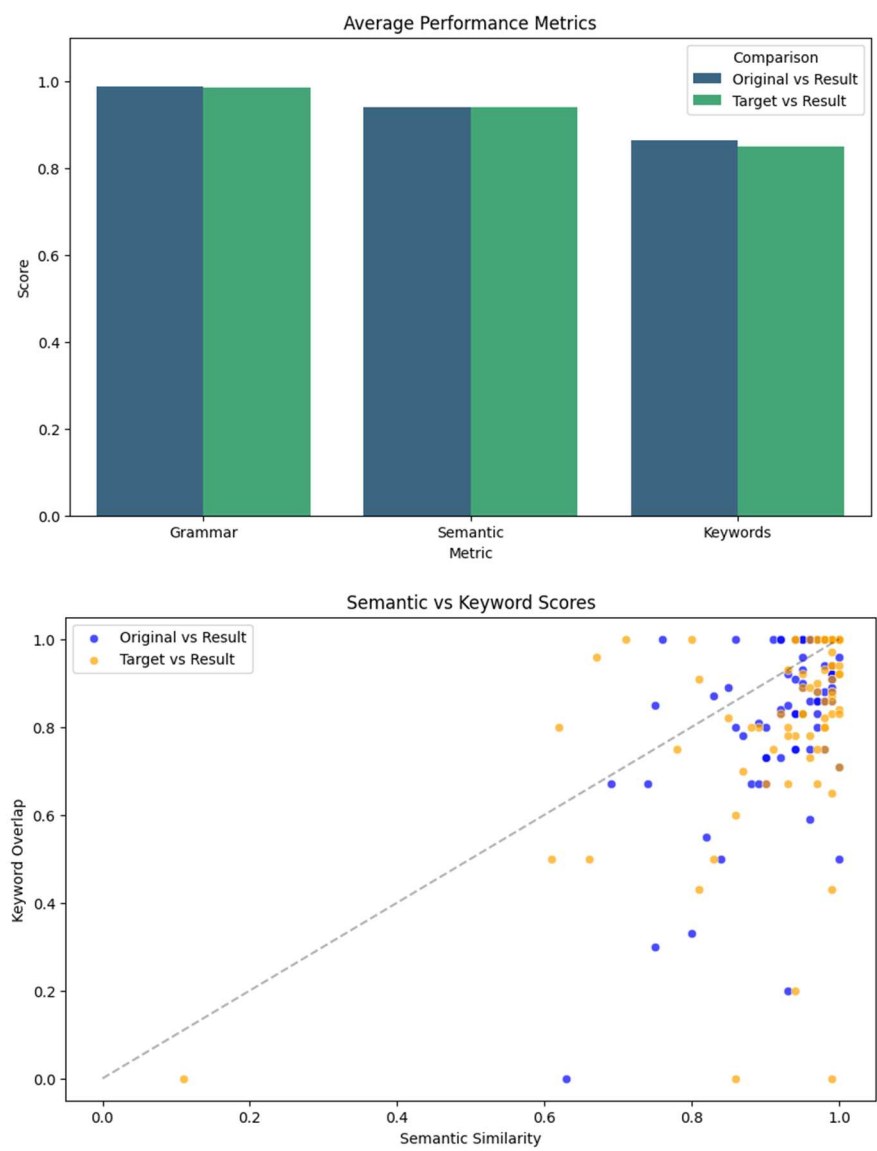 Average Performance Metrics
Comparison
Original vs Result
Target vs Result
1.0
0.8
0.6
0.4
0.2
0.0
Score
Grammar
Semantic
Keywords
Metric
Semantic vs Keyword Scores
Original vs Result
Target vs Result
1.0
0.8
0.6
0.4
0.2
0.0
Keyword Overlap
0.0
0.2
0.4
0.6
0.8
1.0
Semantic Similarity